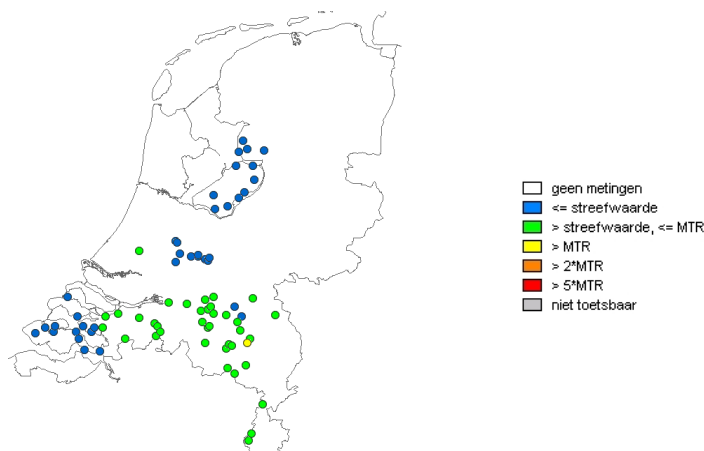 geen metingen
<= streefwaarde
> streefwaarde, <= MTR
> MTR
> 2*MTR
> 5*MTR
niet toetsbaar